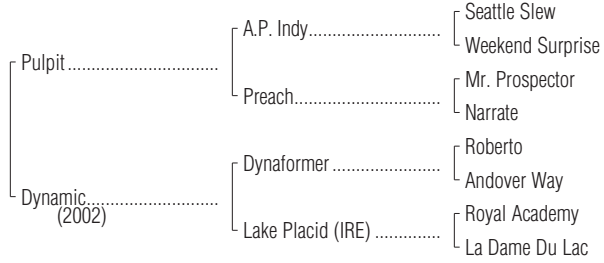 Seattle Slew
A.P. Indy..............................
Weekend Surprise
Pulpit..............................
Mr. Prospector
Preach..............................
Narrate
Roberto
Dynaformer......................
Andover Way
Dynamic...........................
(2002)
Royal Academy
Lake Placid (IRE) .............
La Dame Du Lac